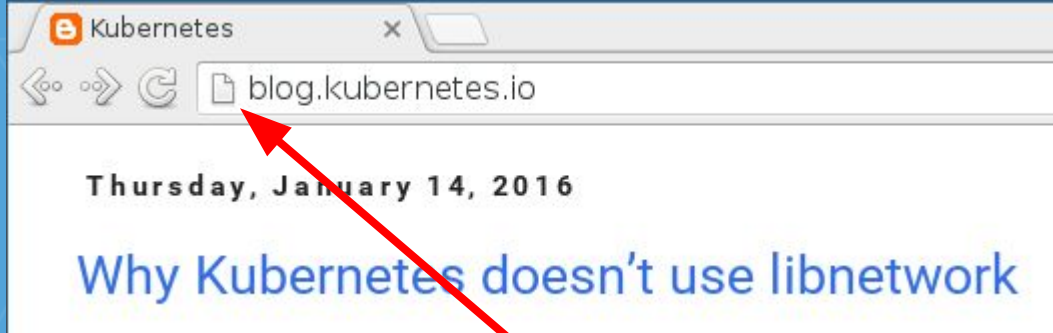 Kubernetes
blog.kubernetes.io
Thursday, January 14, 2016
Why Kubernetes doesn’t use libnetwork